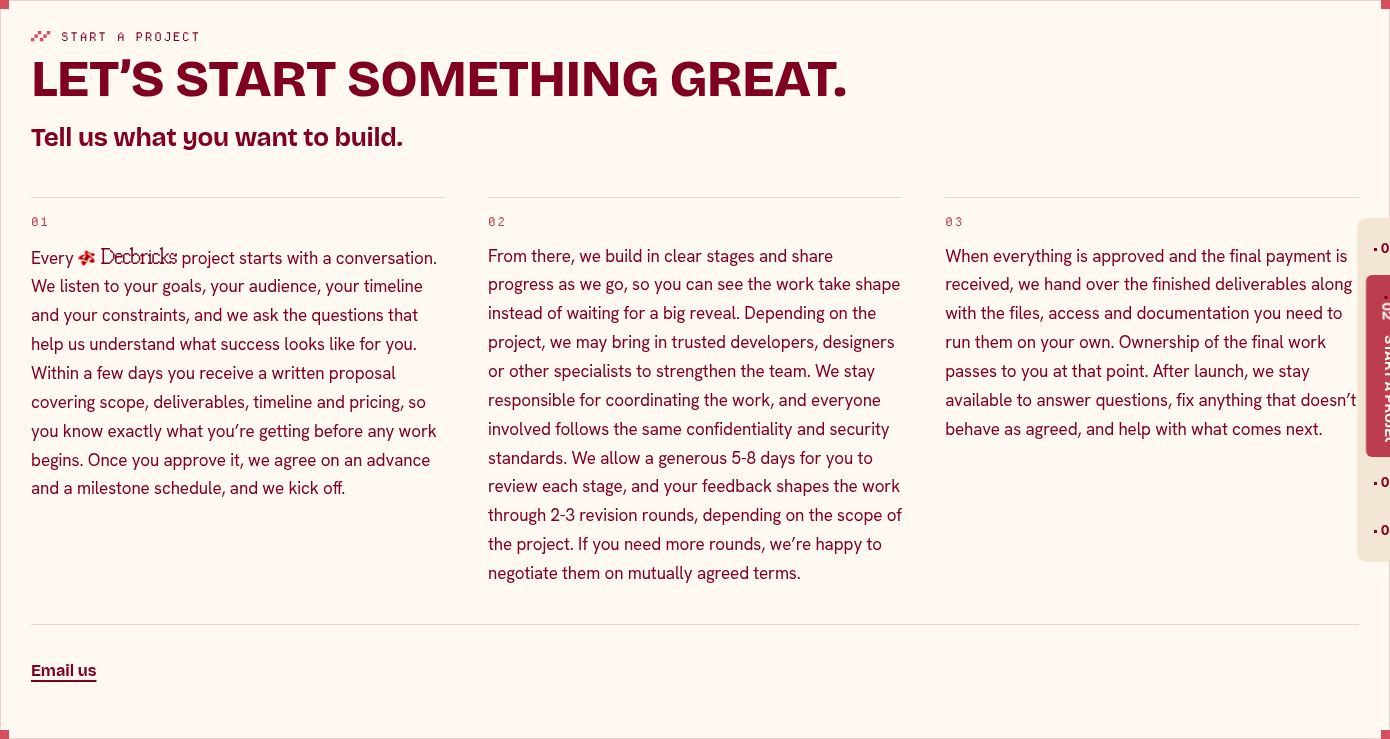 START A PROJECT
LET’S START SOMETHING GREAT.
Tell us what you want to build.
01
Every Decbricks project starts with a conversation.
We listen to your goals, your audience, your timeline
and your constraints, and we ask the questions that
help us understand what success looks like for you.
Within a few days you receive a written proposal
covering scope, deliverables, timeline and pricing, so
you know exactly what you’re getting before any work
begins. Once you approve it, we agree on an advance
and a milestone schedule, and we kick off.
02
From there, we build in clear stages and share
progress as we go, so you can see the work take shape
instead of waiting for a big reveal. Depending on the
project, we may bring in trusted developers, designers
or other specialists to strengthen the team. We stay
responsible for coordinating the work, and everyone
involved follows the same confidentiality and security
standards. We allow a generous 5-8 days for you to
review each stage, and your feedback shapes the work
through 2-3 revision rounds, depending on the scope of
the project. If you need more rounds, we’re happy to
negotiate them on mutually agreed terms.
03
When everything is approved and the final payment is
received, we hand over the finished deliverables along
with the files, access and documentation you need to
run them on your own. Ownership of the final work
passes to you at that point. After launch, we stay
available to answer questions, fix anything that doesn’t
behave as agreed, and help with what comes next.
Email us
02 START A